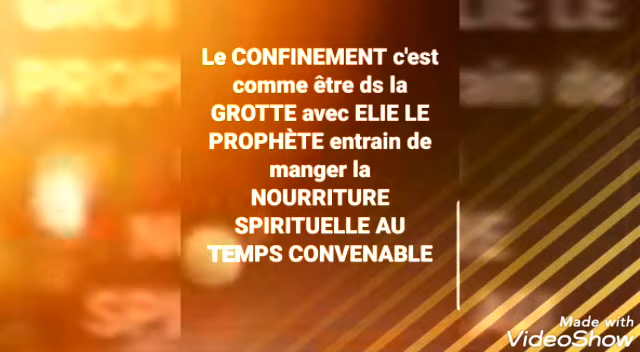 Le CONFINEMENT c'est
comme être ds la
GROTTE avec ELIE LE
PROPHÈTE entrain de
manger la
NOURRITURE
SPIRITUELLE AU
TEMPS CONVENABLE
Made with
VideoShow